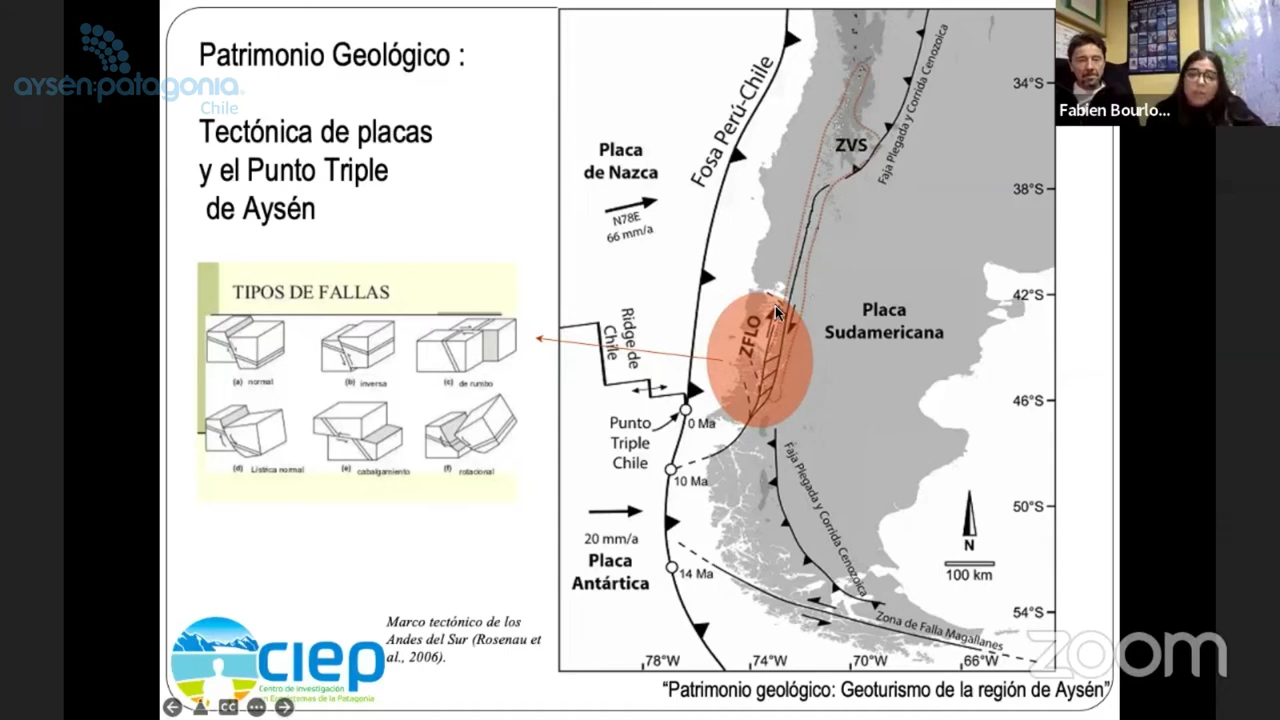 Patrimonio Geológico :
aysén:patagonia
Chile
Tectónica de placas
y el Punto Triple
de Aysén
TIPOS DE FALLAS
(a) normal
(b) inversa
(c) de rumbo
(d) Lístrica normal
(e) cabalgamiento
(f) rotacional
Marco tectónico de los
Andes del Sur (Rosenau et
al., 2006).
ciep
Centro de investigación
en Ecosistemas de la Patagonia
CC
Fosa Perú-Chile
Placa
de Nazca
N78E
66 mm/a
Ridge de
Chile
ZVS
Faja Plegada y Corrida Cenozoica
ZFLO
Placa
Sudamericana
Punto
Triple
Chile
0 Ma
10 Ma
14 Ma
20 mm/a
Placa
Antártica
Faja Plegada y Corrida Cenozoica
Zona de Falla Magallanes
N
100 km
34°S
38°S
42°S
46°S
50°S
54°S
78°W
74°W
70°W
66°W
“Patrimonio geológico: Geoturismo de la región de Aysén”
Fabien Bourlo...
zoom